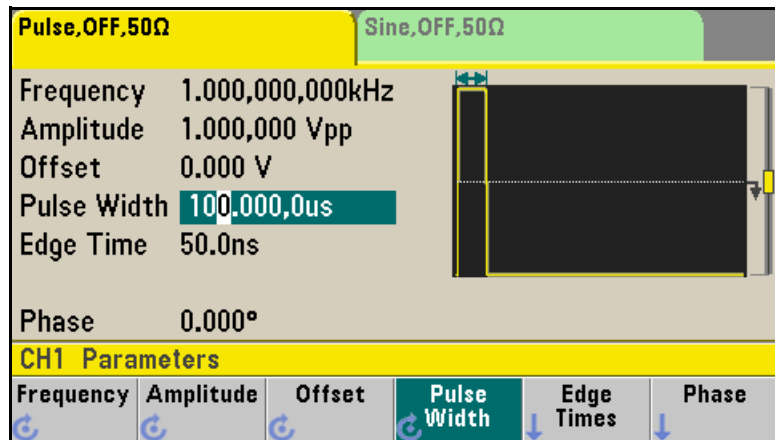 Pulse,OFF,50Ω
Sine,OFF,50Ω
Frequency 1.000,000,000kHz
Amplitude 1.000,000 Vpp
Offset 0.000 V
Pulse Width 100.000,0us
Edge Time 50.0ns
Phase 0.000°
CH1 Parameters
Frequency
Amplitude
Offset
Pulse
Width
Edge
Times
Phase